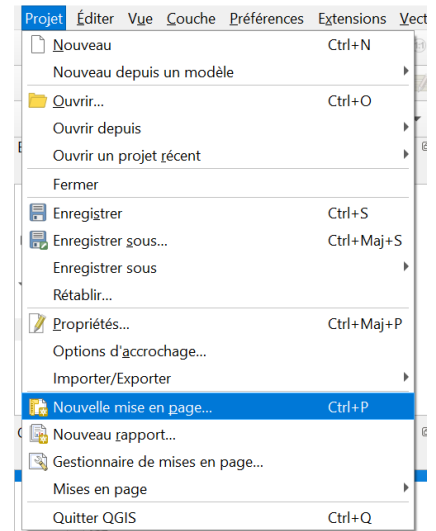 Projet Éditer Vue Couche Préférences Extensions Vect
Nouveau Ctrl+N
Nouveau depuis un modèle
Ouvrir... Ctrl+O
Ouvrir depuis
Ouvrir un projet récent
Fermer
Enregistrer Ctrl+S
Enregistrer sous... Ctrl+Maj+S
Enregistrer sous
Rétablir...
Propriétés... Ctrl+Maj+P
Options d'accrochage...
Importer/Exporter
Nouvelle mise en page... Ctrl+P
Nouveau rapport...
Gestionnaire de mises en page...
Mises en page
Quitter QGIS Ctrl+Q